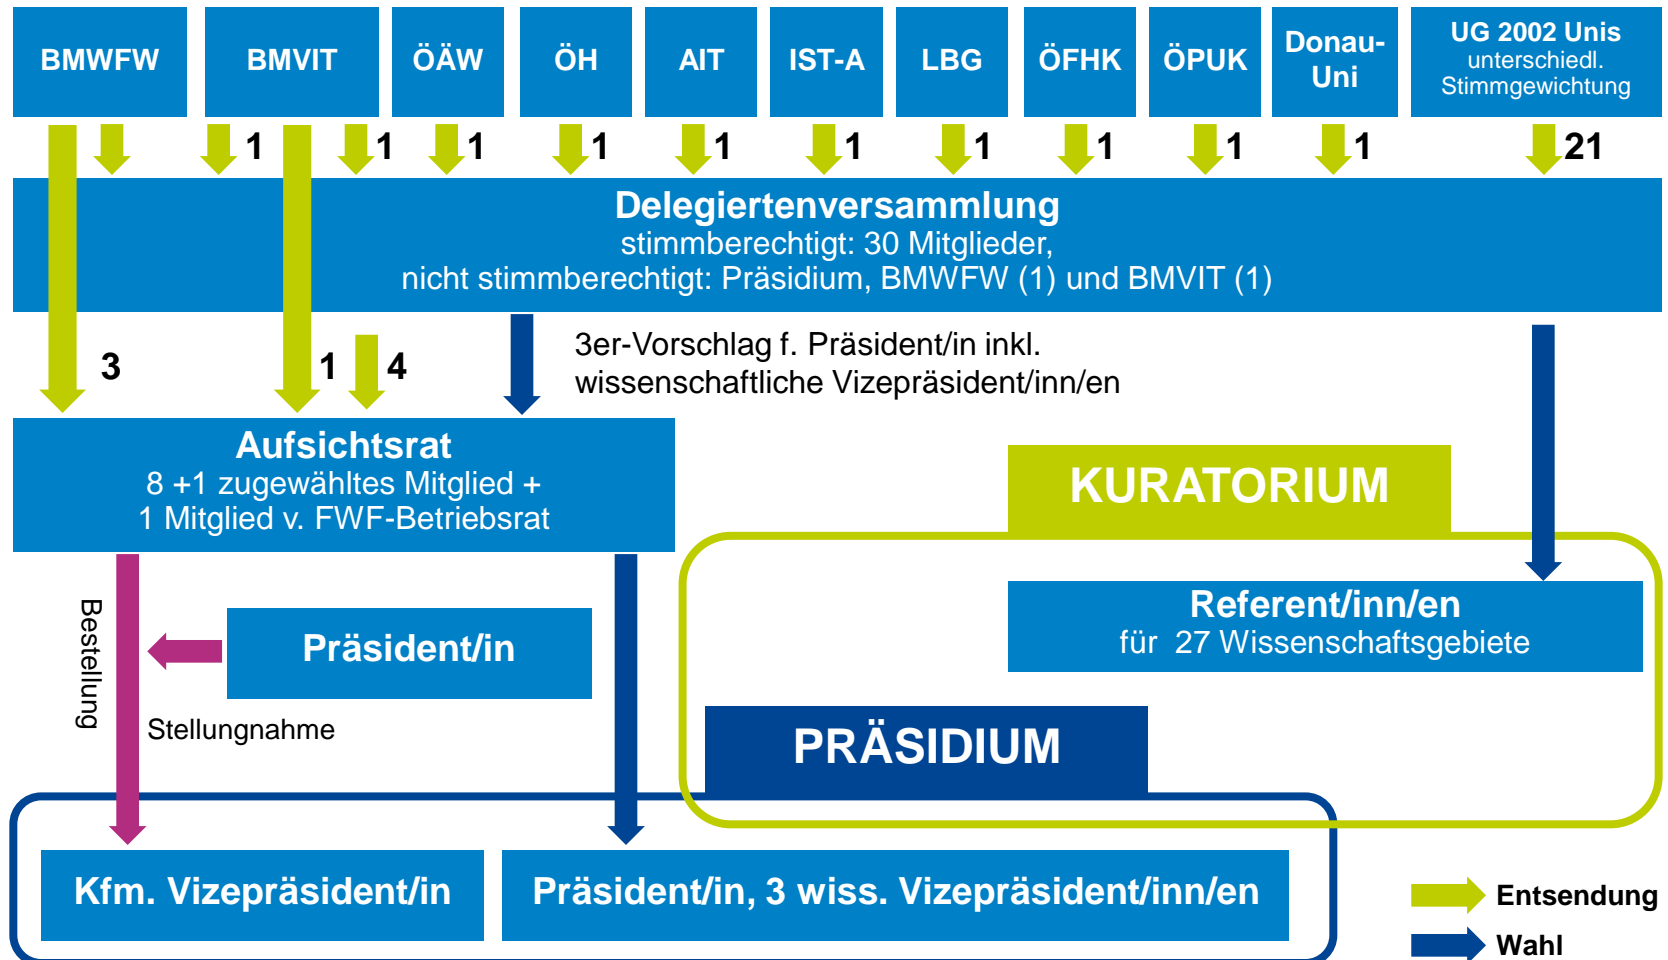 BMWFW
BMVIT
ÖÄW
ÖH
AIT
IST-A
LBG
ÖFHK
ÖPUK
Donau-
Uni
UG 2002 Unis
unterschiedl.
Stimmgewichtung
1
1
1
1
1
1
1
1
1
1
21
Delegiertenversammlung
stimmberechtigt: 30 Mitglieder,
nicht stimmberechtigt: Präsidium, BMWFW (1) und BMVIT (1)
3
1
4
3er-Vorschlag f. Präsident/in inkl.
wissenschaftliche Vizepräsident/inn/en
Aufsichtsrat
8 +1 zugewähltes Mitglied +
1 Mitglied v. FWF-Betriebsrat
KURATORIUM
Referent/inn/en
für 27 Wissenschaftsgebiete
Bestellung
Präsident/in
Stellungnahme
PRÄSIDIUM
Kfm. Vizepräsident/in
Präsident/in, 3 wiss. Vizepräsident/inn/en
Entsendung
Wahl